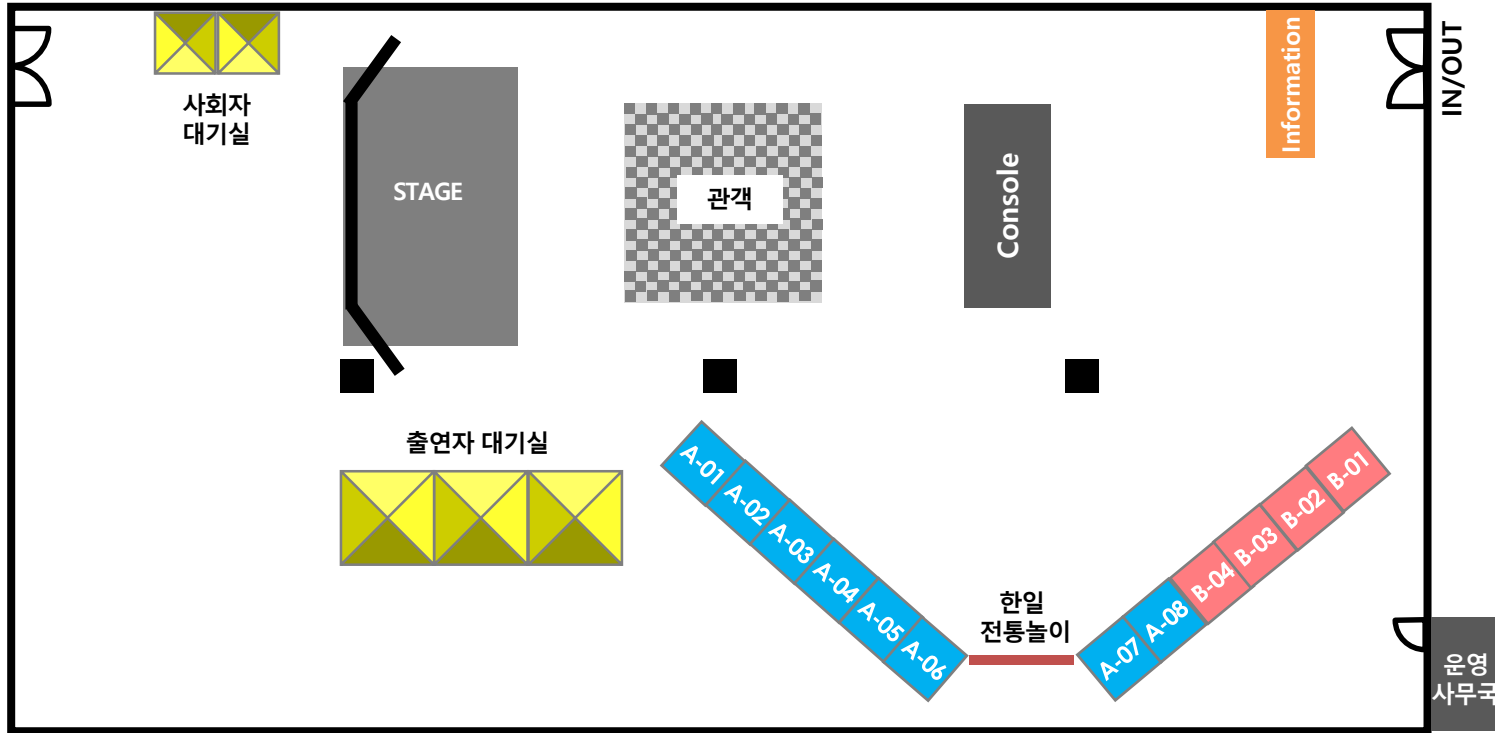 사회자
대기실
STAGE
관객
Console
Information
IN/OUT
출연자 대기실
A-01
A-02
A-03
A-04
A-05
A-06
한일
전통놀이
A-07
A-08
B-04
B-03
B-02
B-01
운영
사무국